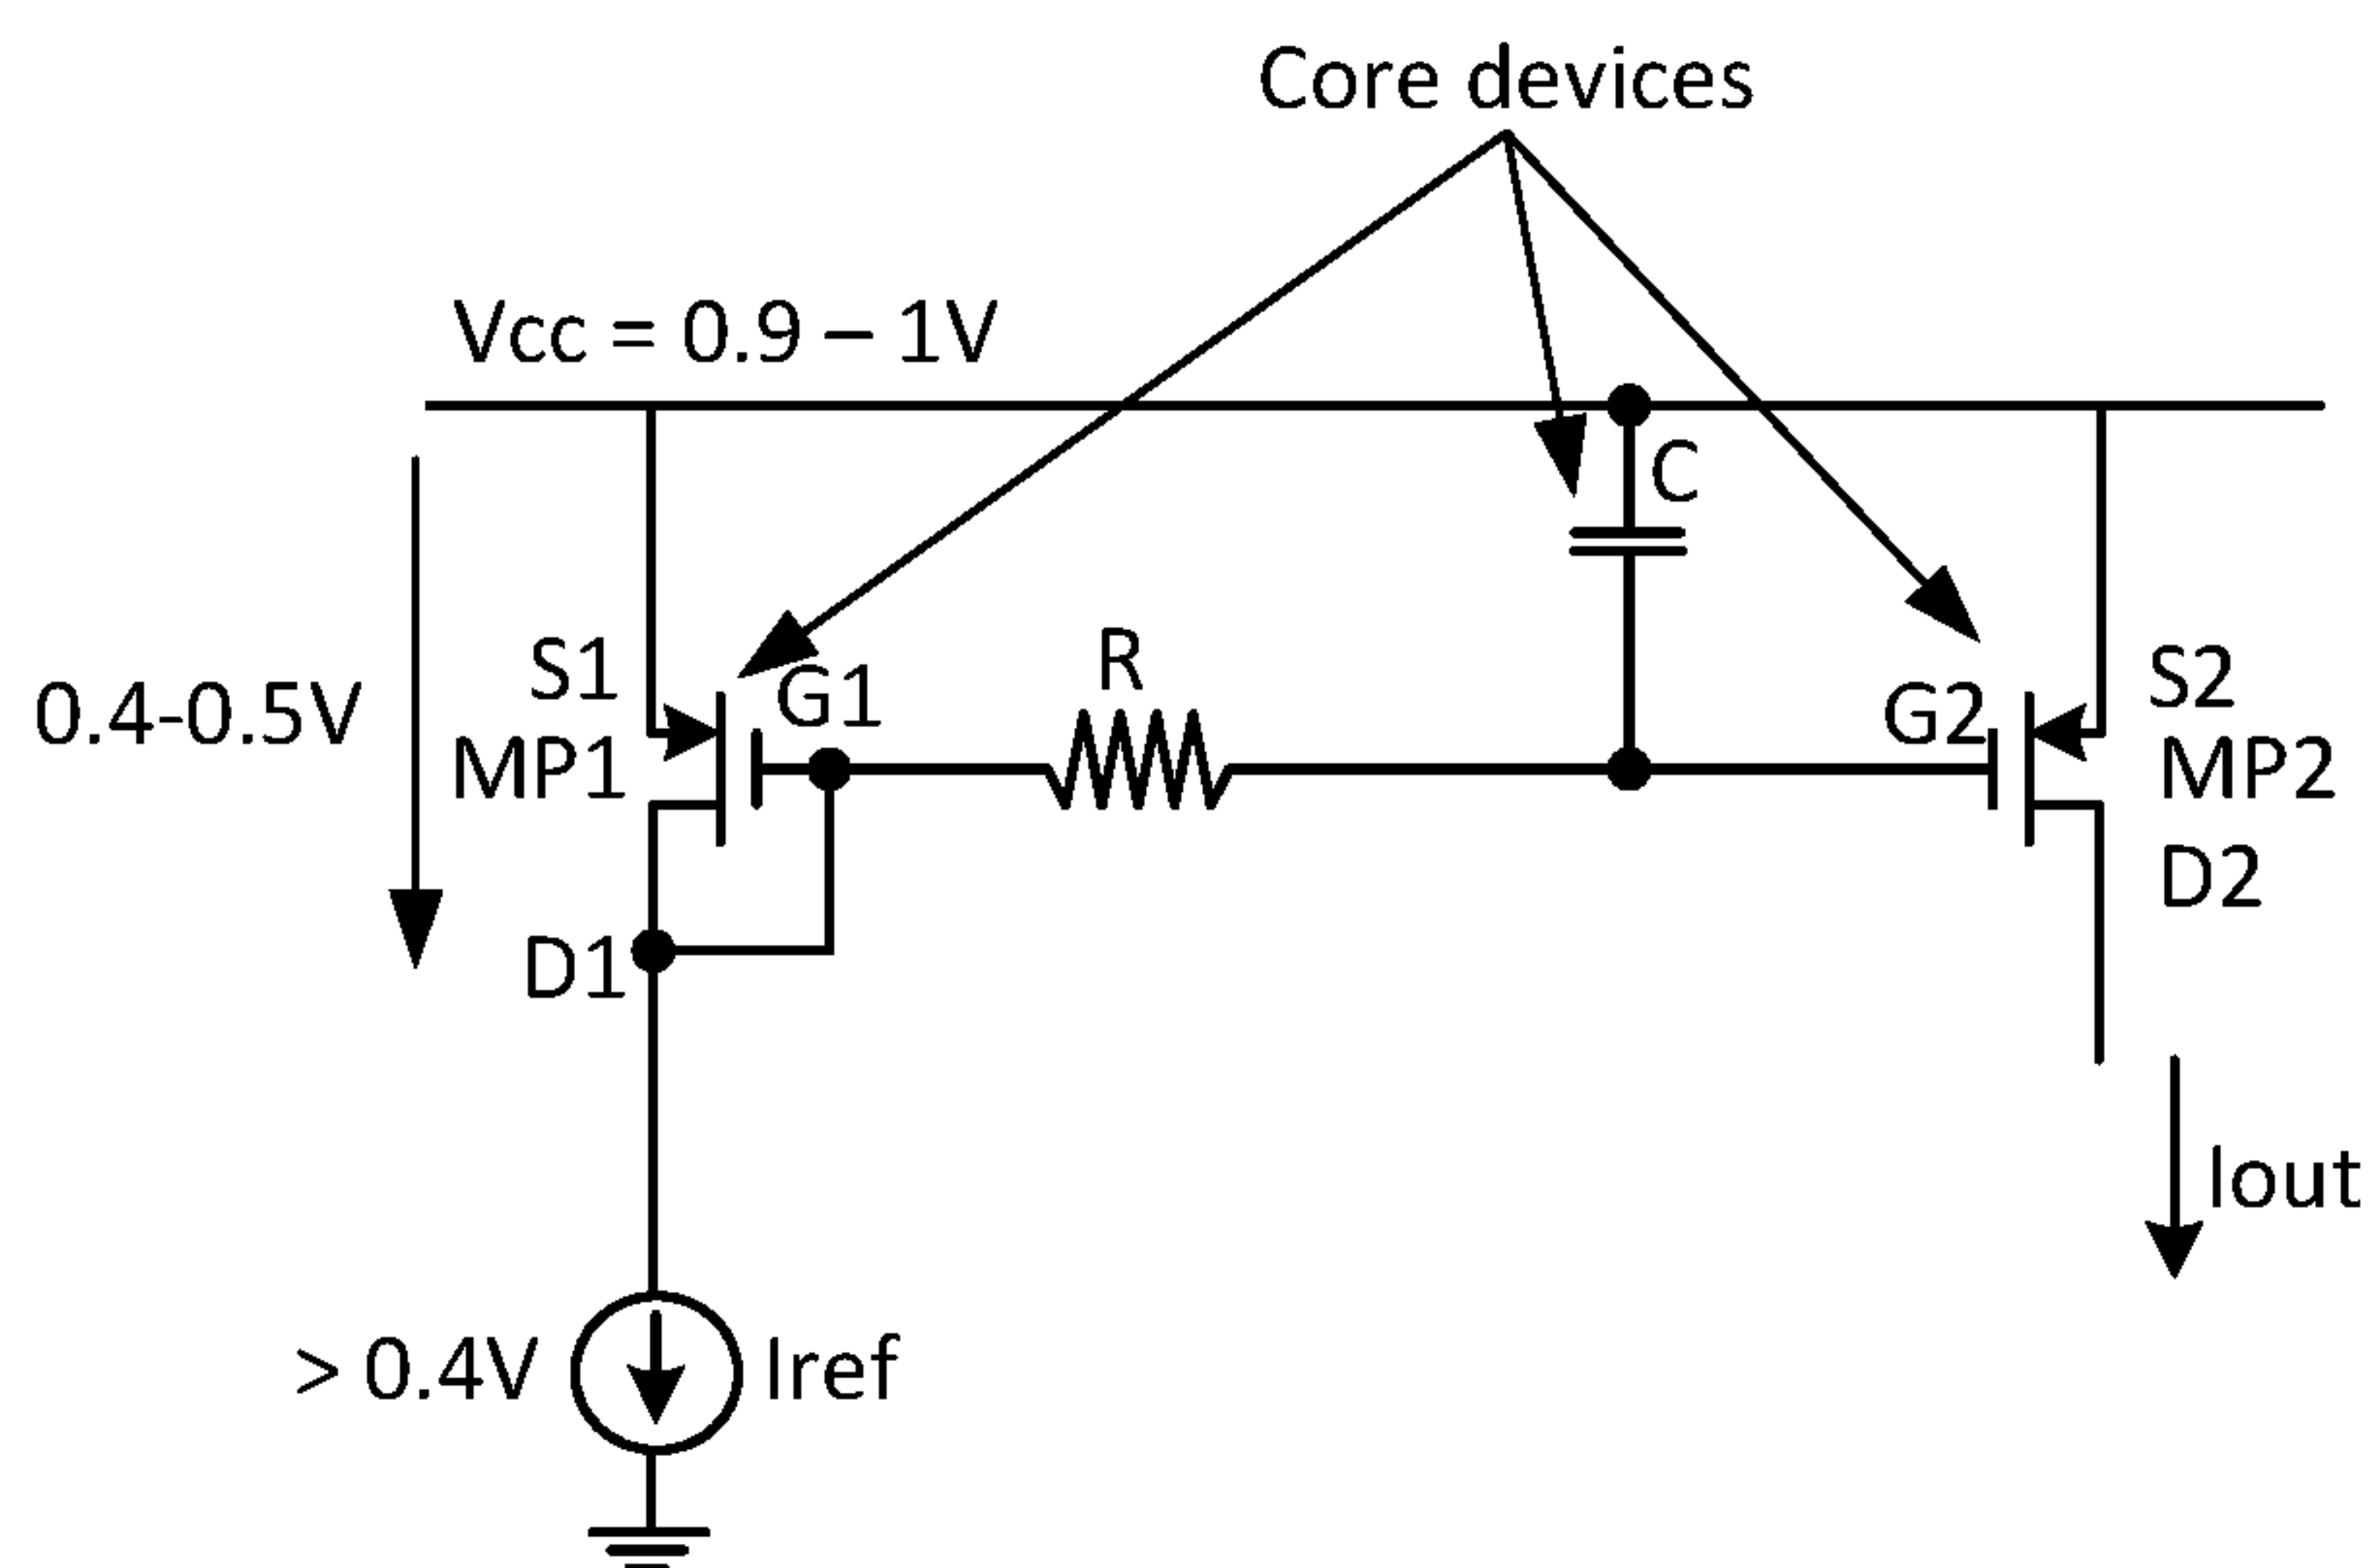 Core devices
Vcc = 0.9 – 1V
C
S1
G1
R
G2
S2
0.4-0.5V
MP1
MP2
D2
D1
Iout
> 0.4V
Iref